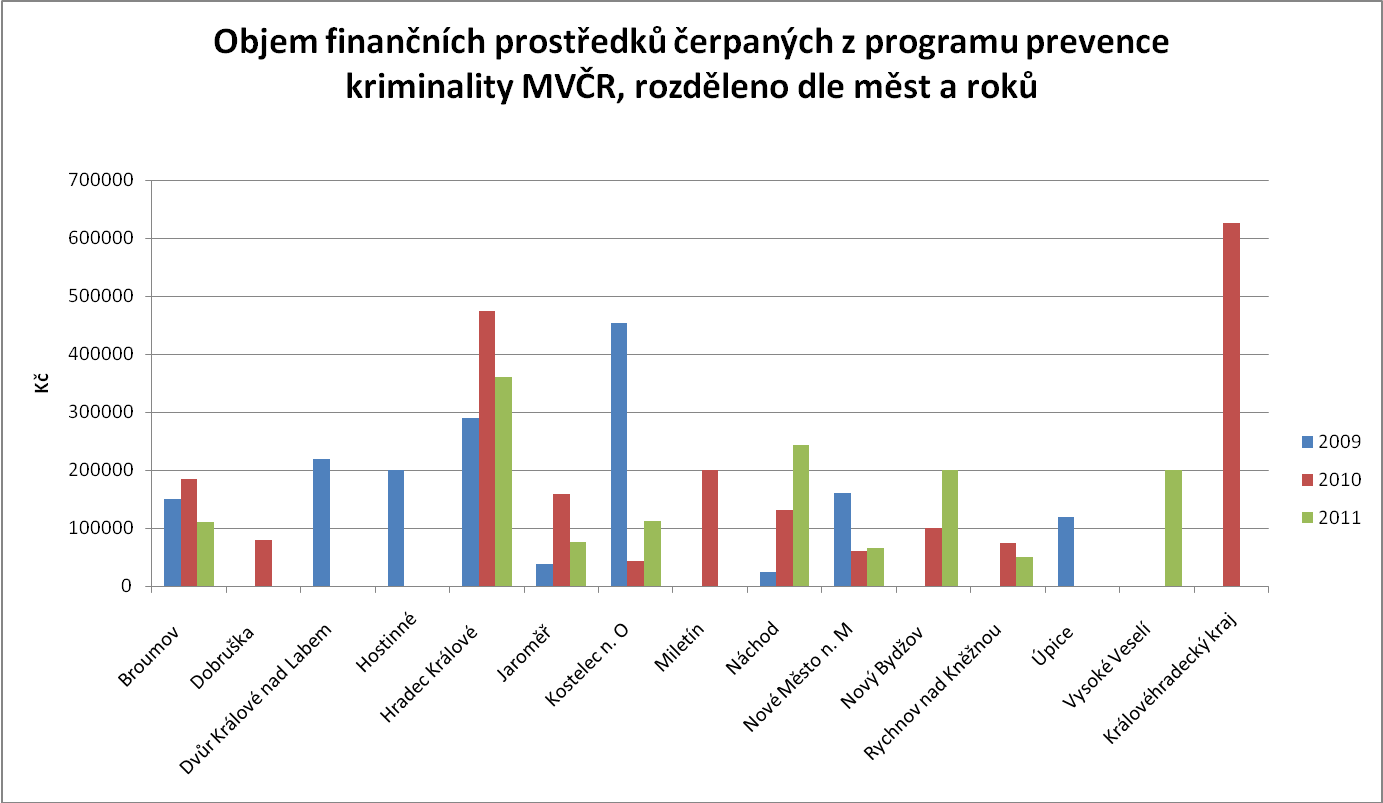 Objem finančních prostředků čerpaných z programu prevence
kriminality MVČR, rozděleno dle měst a roků
700000
600000
500000
400000
300000
200000
100000
0
Kč
Broumov
Dobruška
Dvůr Králové nad Labem
Hostinné
Hradec Králové
Jaroměř
Kostelec n. O
Miletín
Náchod
Nové Město n. M
Nový Bydžov
Rychnov nad Kněžnou
Úpice
Vysoké Veselí
Královéhradecký kraj
2009
2010
2011